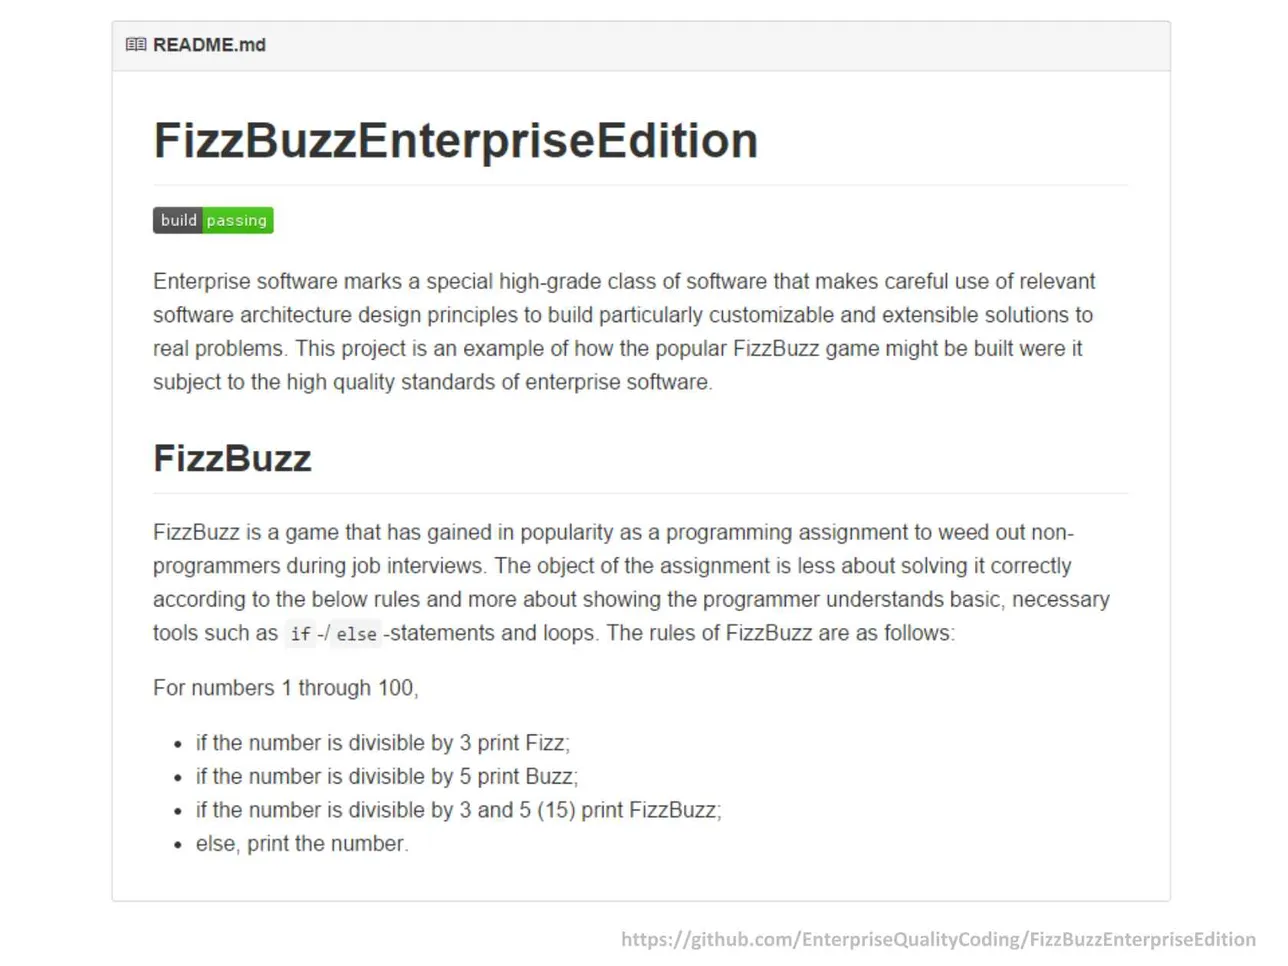 README.md
FizzBuzzEnterpriseEdition
build passing
Enterprise software marks a special high-grade class of software that makes careful use of relevant
software architecture design principles to build particularly customizable and extensible solutions to
real problems. This project is an example of how the popular FizzBuzz game might be built were it
subject to the high quality standards of enterprise software.
FizzBuzz
FizzBuzz is a game that has gained in popularity as a programming assignment to weed out non-
programmers during job interviews. The object of the assignment is less about solving it correctly
according to the below rules and more about showing the programmer understands basic, necessary
tools such as if -/ else -statements and loops. The rules of FizzBuzz are as follows:
For numbers 1 through 100,
• if the number is divisible by 3 print Fizz;
• if the number is divisible by 5 print Buzz;
• if the number is divisible by 3 and 5 (15) print FizzBuzz;
• else, print the number.
https://github.com/EnterpriseQualityCoding/FizzBuzzEnterpriseEdition